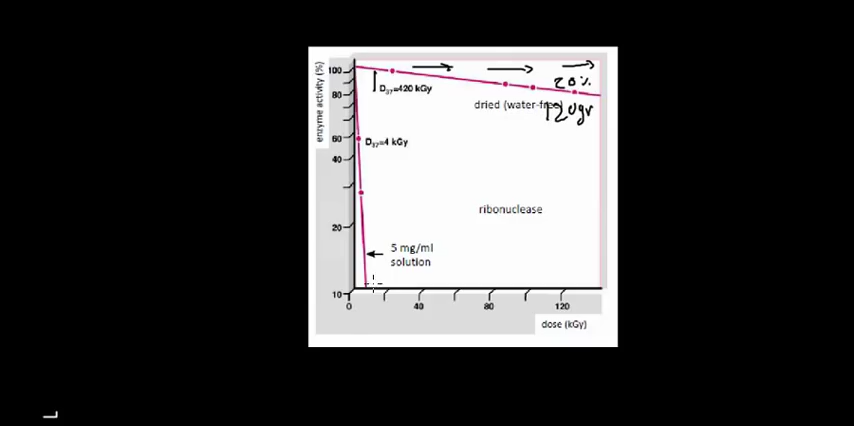 enzyme activity (%)
100
80
60
40
20
10
D37=420 kGy
20%
dried (water-free)
120gr
D37=4 kGy
ribonuclease
5 mg/ml
solution
0
40
80
120
dose (kGy)